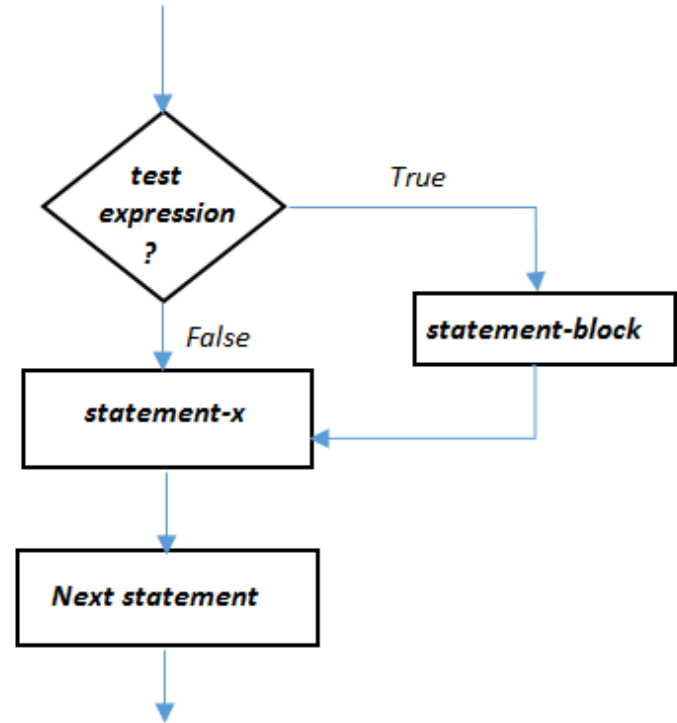 test
expression
?
True
False
statement-block
statement-x
Next statement